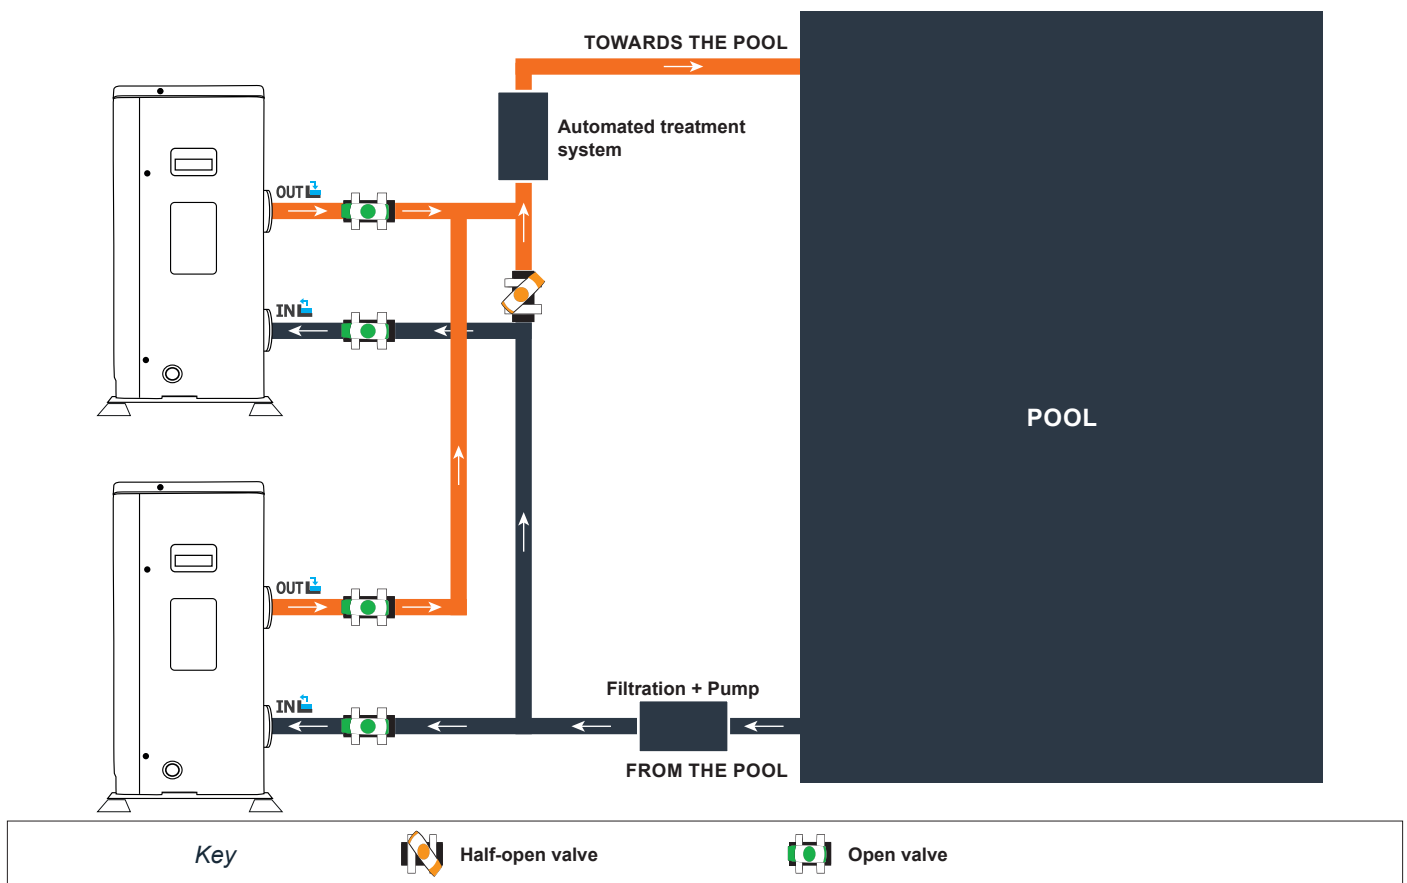 TOWARDS THE POOL
Automated treatment
system
OUT
IN
POOL
OUT
Filtration + Pump
IN
FROM THE POOL
Key
Half-open valve
Open valve